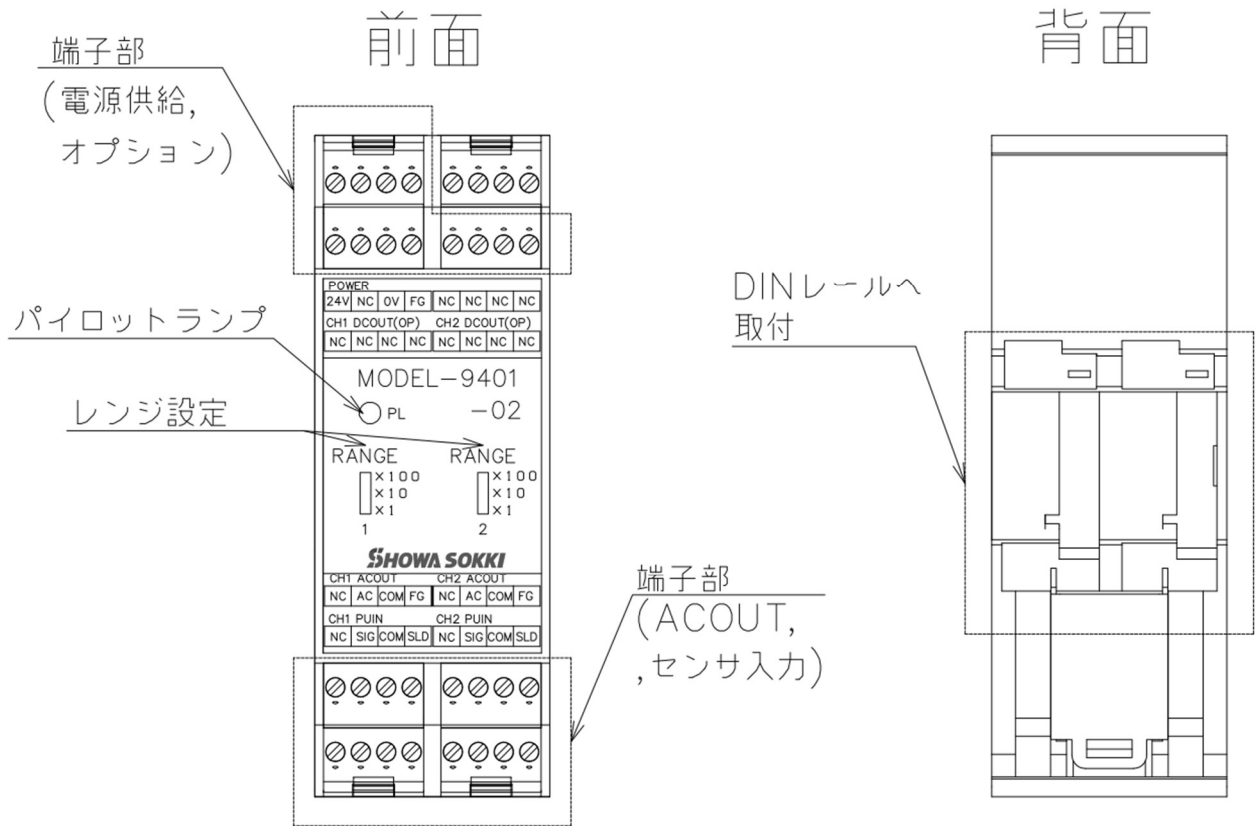 前面
背面
端子部
(電源供給,
オプション)
POWER
24V NC 0V FG NC NC NC NC
CH1 DCOUT(OP) CH2 DCOUT(OP)
NC NC NC NC NC NC NC NC
DINレールへ
取付
パイロットランプ
MODEL-9401
PL -02
レンジ設定
RANGE RANGE
×100 ×100
×10 ×10
×1 ×1
1 2
SHOWA SOKKI
CH1 ACOUT CH2 ACOUT
NC AC COM FG NC AC COM FG
CH1 PUIN CH2 PUIN
NC SIG COM SLD NC SIG COM SLD
端子部
(ACOUT,
,センサ入力)